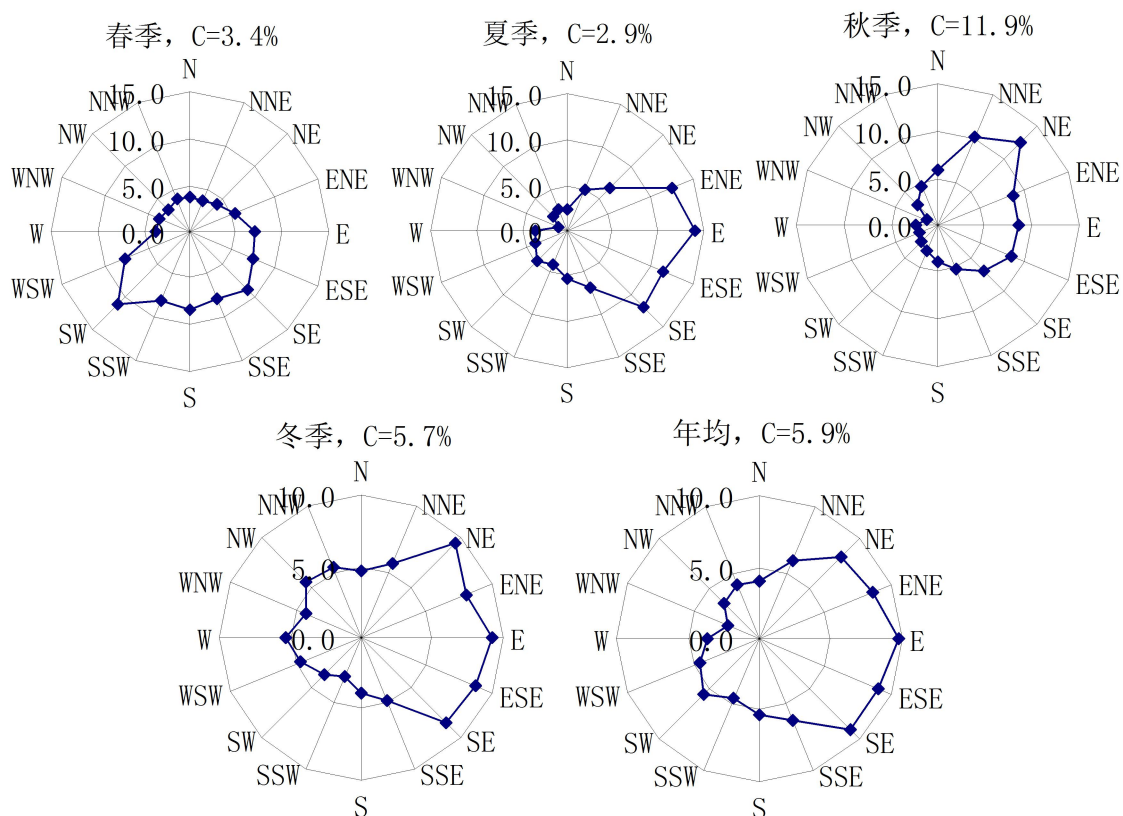 春季，C=3.4%
N
NNE
NE
ENE
E
ESE
SE
SSE
S
SSW
SW
WSW
W
WNW
NW
NNW
15.0
10.0
5.0
0.0
夏季，C=2.9%
N
NNE
NE
ENE
E
ESE
SE
SSE
S
SSW
SW
WSW
W
WNW
NW
NNW
15.0
10.0
5.0
0.0
秋季，C=11.9%
N
NNE
NE
ENE
E
ESE
SE
SSE
S
SSW
SW
WSW
W
WNW
NW
NNW
15.0
10.0
5.0
0.0
冬季，C=5.7%
N
NNE
NE
ENE
E
ESE
SE
SSE
S
SSW
SW
WSW
W
WNW
NW
NNW
10.0
5.0
0.0
年均，C=5.9%
N
NNE
NE
ENE
E
ESE
SE
SSE
S
SSW
SW
WSW
W
WNW
NW
NNW
10.0
5.0
0.0